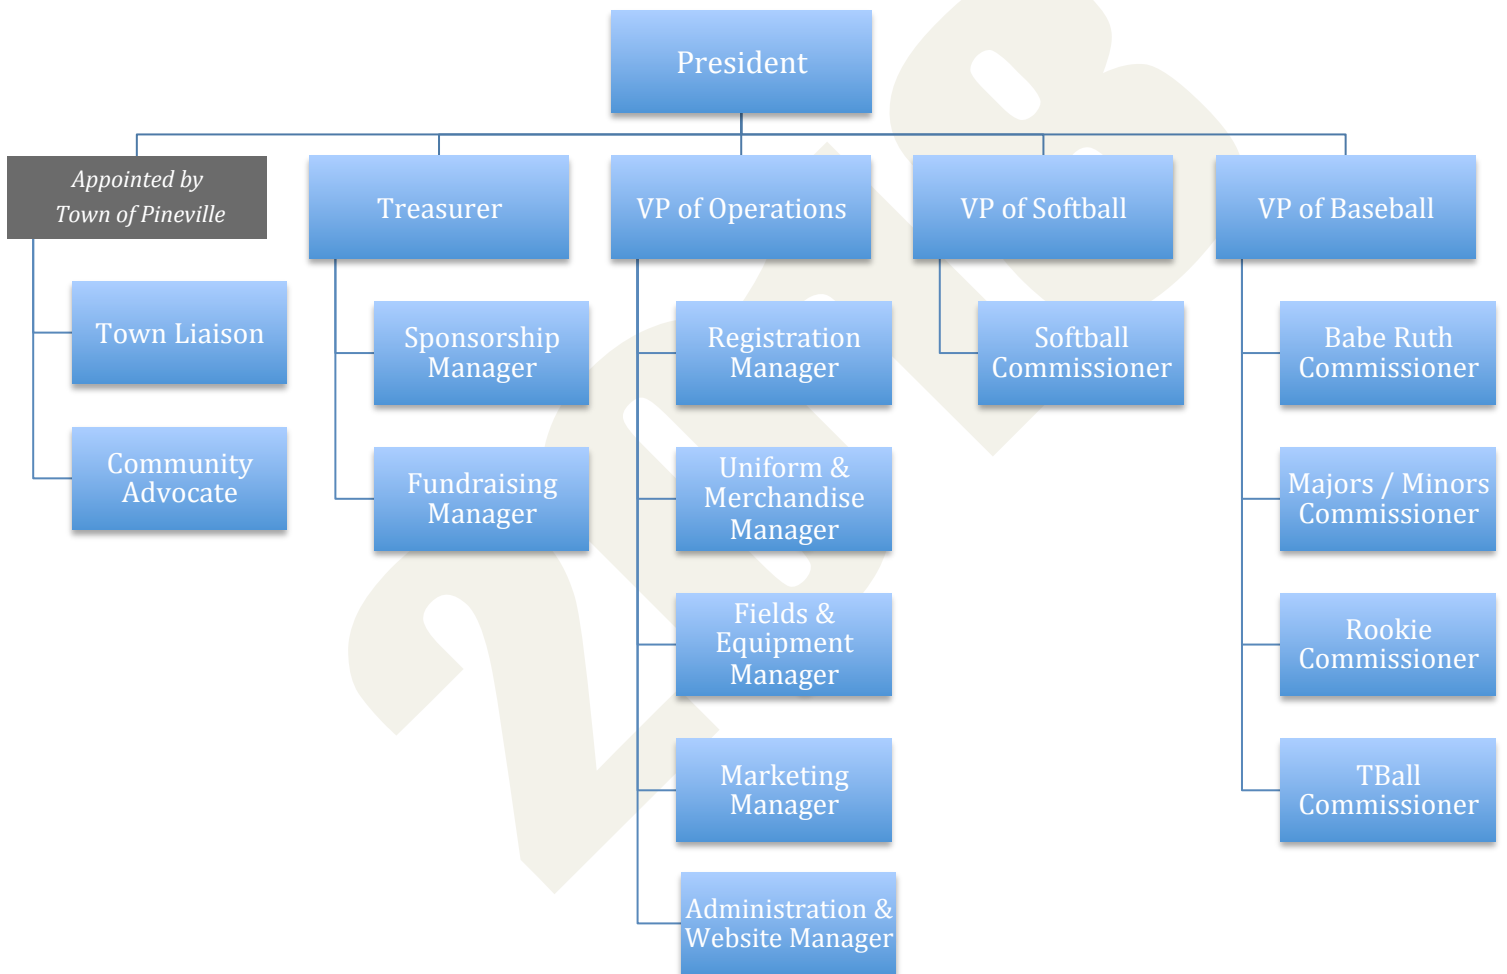 President
Appointed by
Town of Pineville
Treasurer
VP of Operations
VP of Softball
VP of Baseball
Town Liaison
Community
Advocate
Sponsorship
Manager
Fundraising
Manager
Registration
Manager
Uniform &
Merchandise
Manager
Fields &
Equipment
Manager
Marketing
Manager
Administration &
Website Manager
Softball
Commissioner
Babe Ruth
Commissioner
Majors / Minors
Commissioner
Rookie
Commissioner
TBall
Commissioner
2018